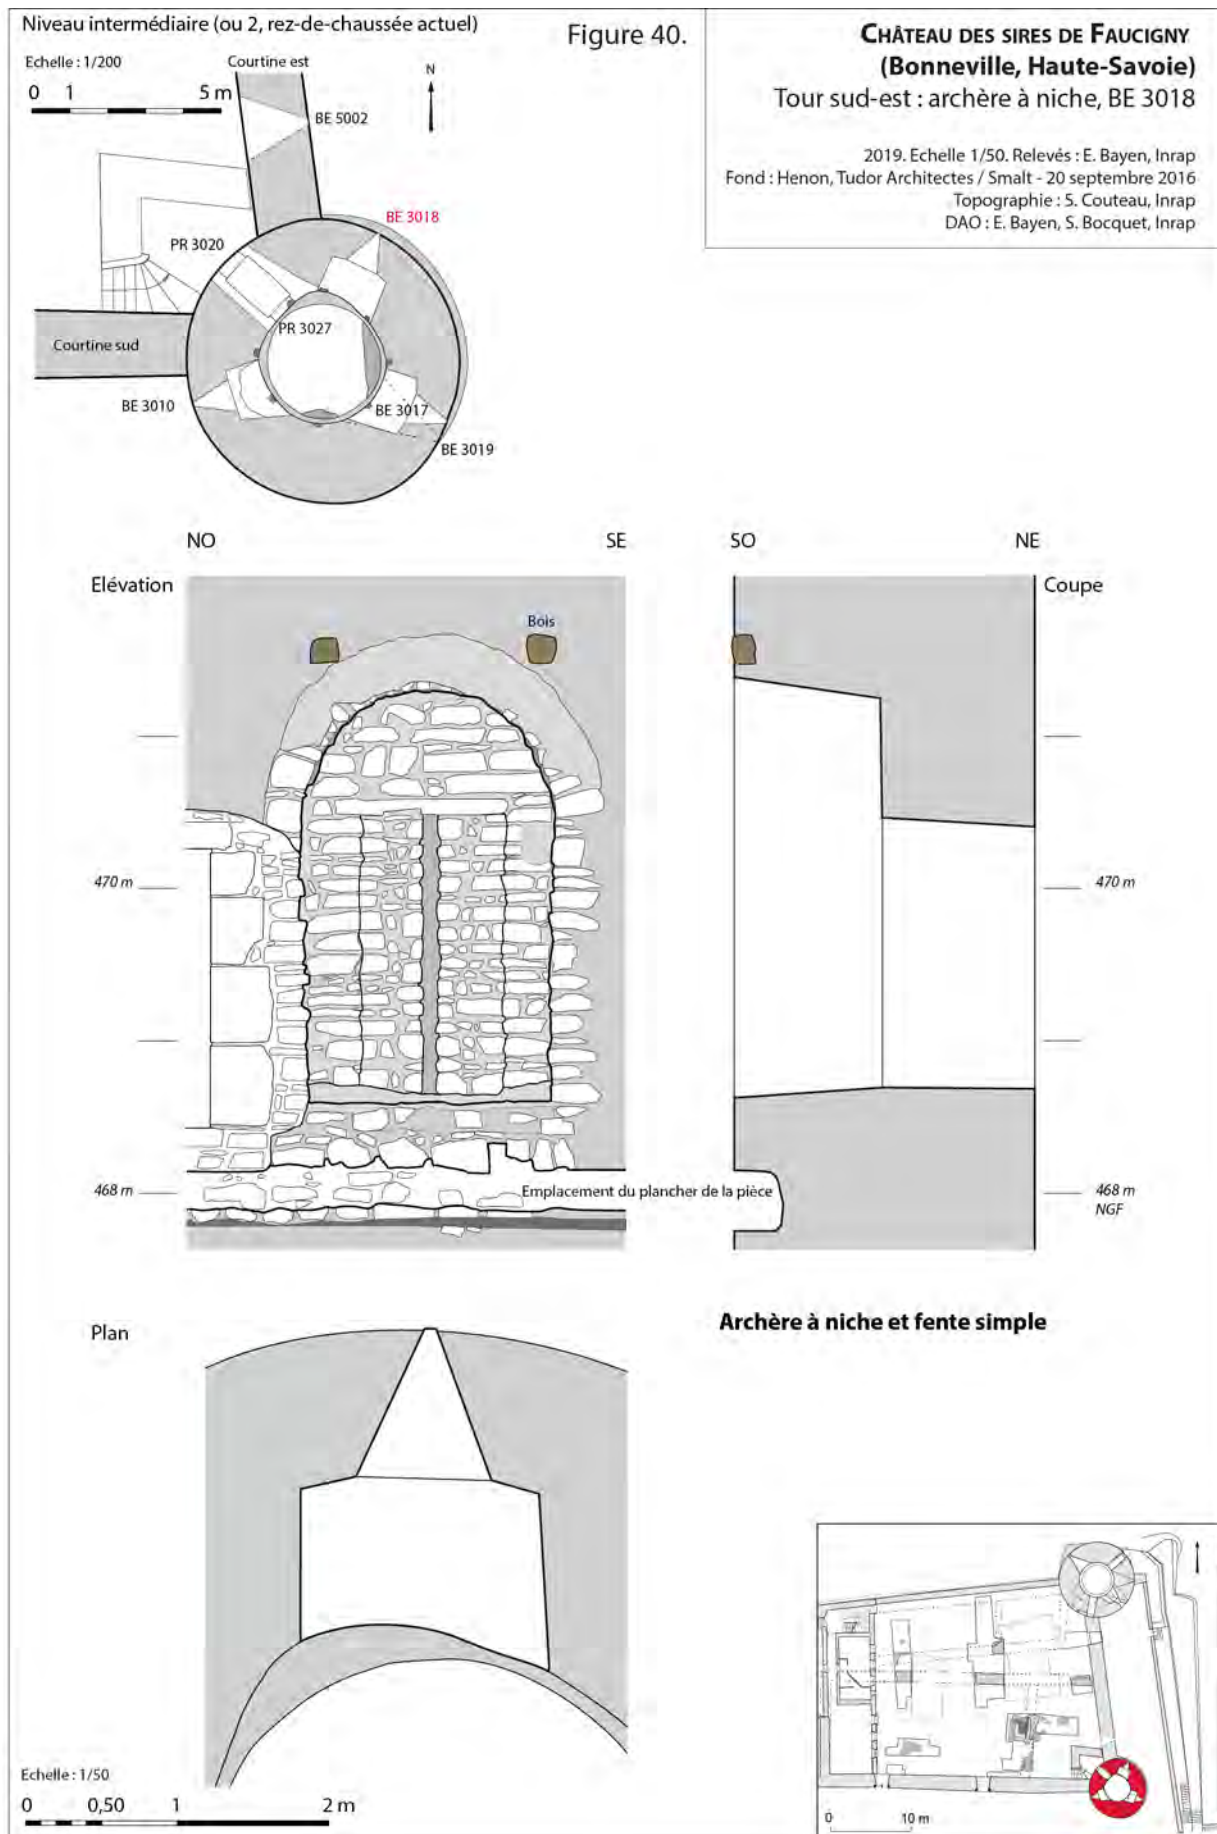 Niveau intermédiaire (ou 2, rez-de-chaussée actuel)
Figure 40.
CHÂTEAU DES SIRES DE FAUCIGNY
(Bonneville, Haute-Savoie)
Tour sud-est : archère à niche, BE 3018
2019. Echelle 1/50. Relevés : E. Bayen, Inrap
Fond : Henon, Tudor Architectes / Smalt - 20 septembre 2016
Topographie : S. Couteau, Inrap
DAO : E. Bayen, S. Bocquet, Inrap
Echelle : 1/200
0 1 5 m
Courtine est
N
BE 5002
BE 3018
PR 3020
PR 3027
Courtine sud
BE 3010
BE 3017
BE 3019
NO
SE
SO
NE
Elévation
Coupe
Bois
470 m
470 m
468 m
Emplacement du plancher de la pièce
468 m
NGF
Plan
Archère à niche et fente simple
Echelle : 1/50
0 0,50 1 2 m
0 10 m